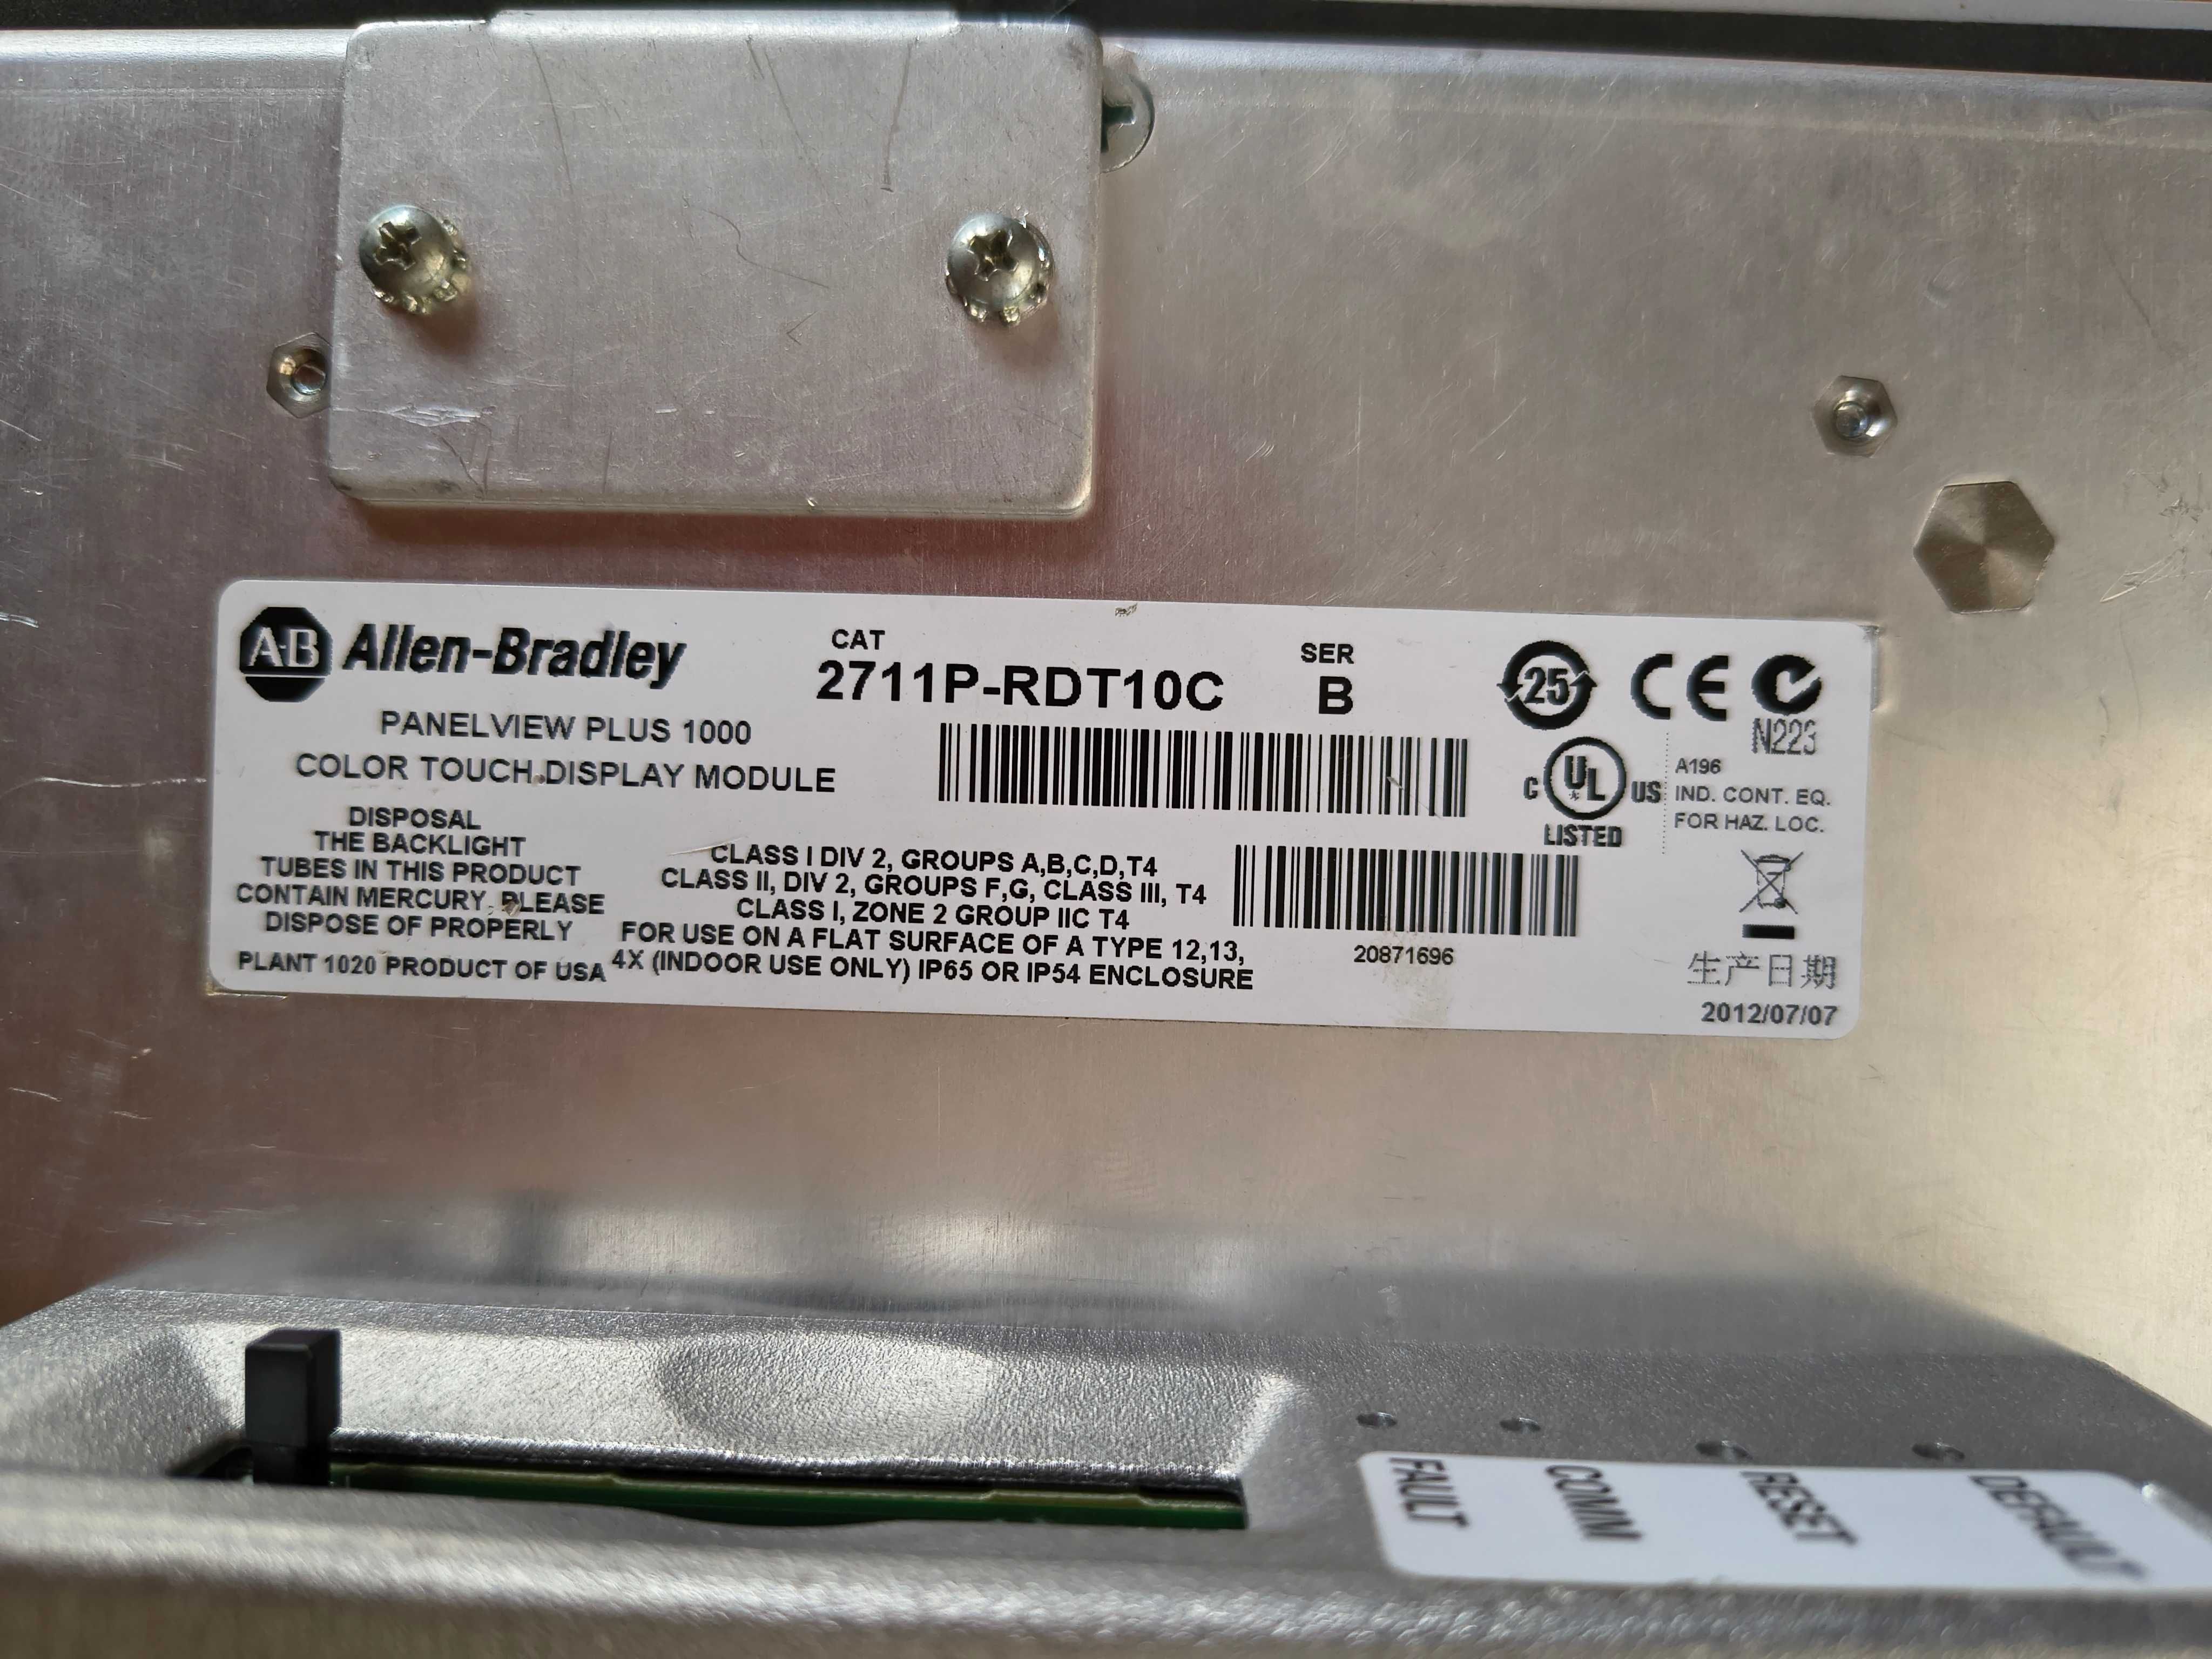 A-B Allen-Bradley
PANELVIEW PLUS 1000
COLOR TOUCH DISPLAY MODULE
DISPOSAL
THE BACKLIGHT
TUBES IN THIS PRODUCT
CONTAIN MERCURY. PLEASE
DISPOSE OF PROPERLY
PLANT 1020 PRODUCT OF USA
CAT
2711P-RDT10C
SER
B
CLASS I DIV 2, GROUPS A,B,C,D,T4
CLASS II, DIV 2, GROUPS F,G, CLASS III, T4
CLASS I, ZONE 2 GROUP IIC T4
FOR USE ON A FLAT SURFACE OF A TYPE 12,13,
4X (INDOOR USE ONLY) IP65 OR IP54 ENCLOSURE
20871696
25
CE
N223
C UL US
LISTED
A196
IND. CONT. EQ.
FOR HAZ. LOC.
生产日期
2012/07/07
FAULT
COMM
RESET
DEFAULT